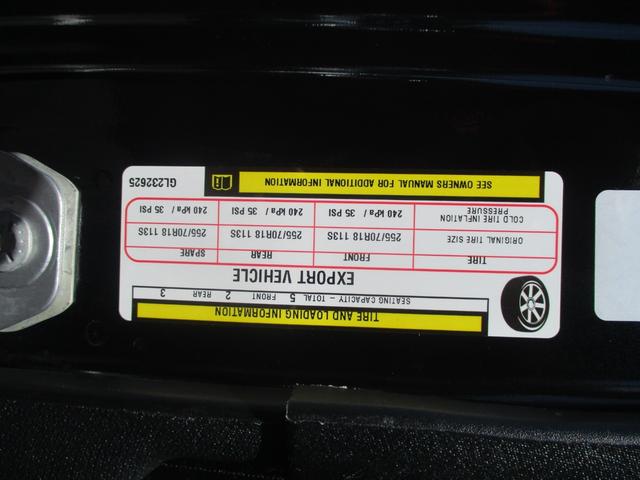 TIRE AND LOADING INFORMATION
SEATING CAPACITY - TOTAL 5 FRONT 2 REAR 3
EXPORT VEHICLE
TIRE FRONT REAR SPARE
ORIGINAL TIRE SIZE 255/70R18 113S 255/70R18 113S 255/70R18 113S
COLD TIRE INFLATION PRESSURE 240 kPa / 35 PSI 240 kPa / 35 PSI 240 kPa / 35 PSI
SEE OWNERS MANUAL FOR ADDITIONAL INFORMATION GL232625